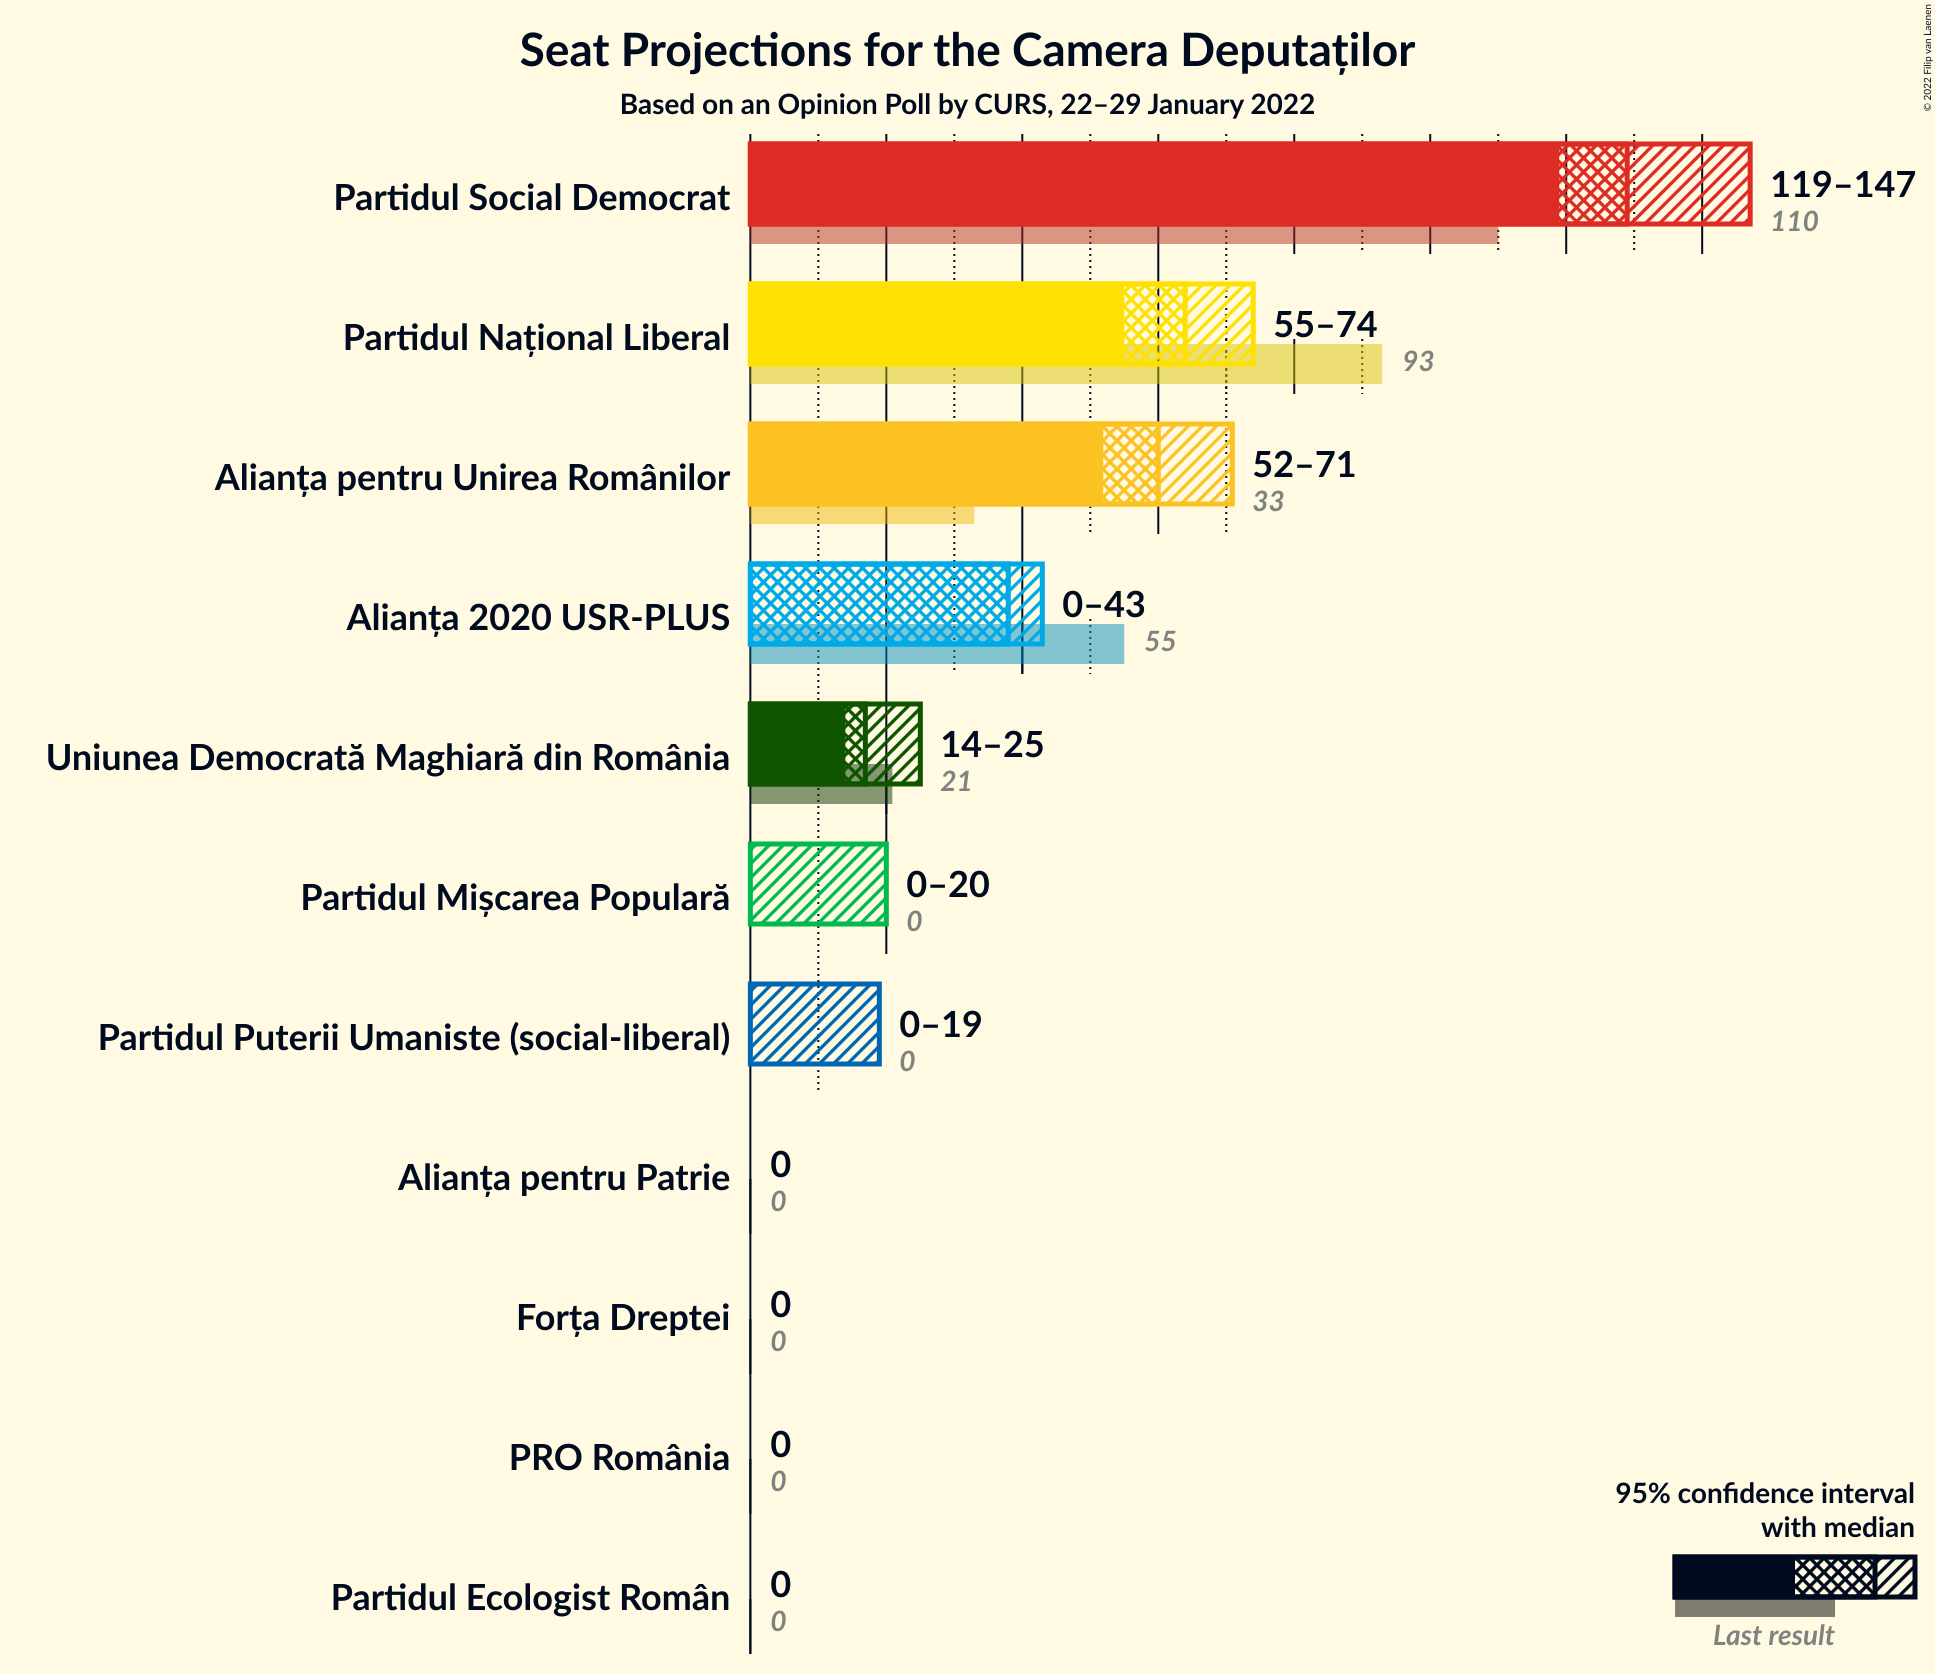 Seat Projections for the Camera Deputaților
Based on an Opinion Poll by CURS, 22–29 January 2022
© 2022 Filip van Laenen
Partidul Social Democrat
119–147
110
Partidul Național Liberal
55–74
93
Alianța pentru Unirea Românilor
52–71
33
Alianța 2020 USR-PLUS
0–43
55
Uniunea Democrată Maghiară din România
14–25
21
Partidul Mișcarea Populară
0–20
0
Partidul Puterii Umaniste (social-liberal)
0–19
0
Alianța pentru Patrie
0
0
Forța Dreptei
0
0
PRO România
0
0
Partidul Ecologist Român
0
0
95% confidence interval
with median
Last result